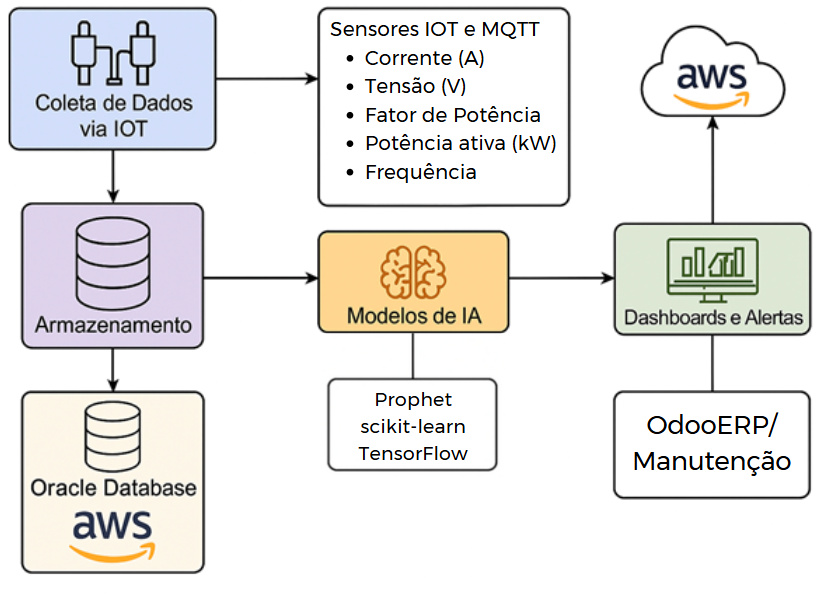 Coleta de Dados
via IOT
Sensores IOT e MQTT
• Corrente (A)
• Tensão (V)
• Fator de Potência
• Potência ativa (kW)
• Frequência
aws
Armazenamento
Modelos de IA
Dashboards e Alertas
Oracle Database
aws
Prophet
scikit-learn
TensorFlow
OdooERP/
Manutenção